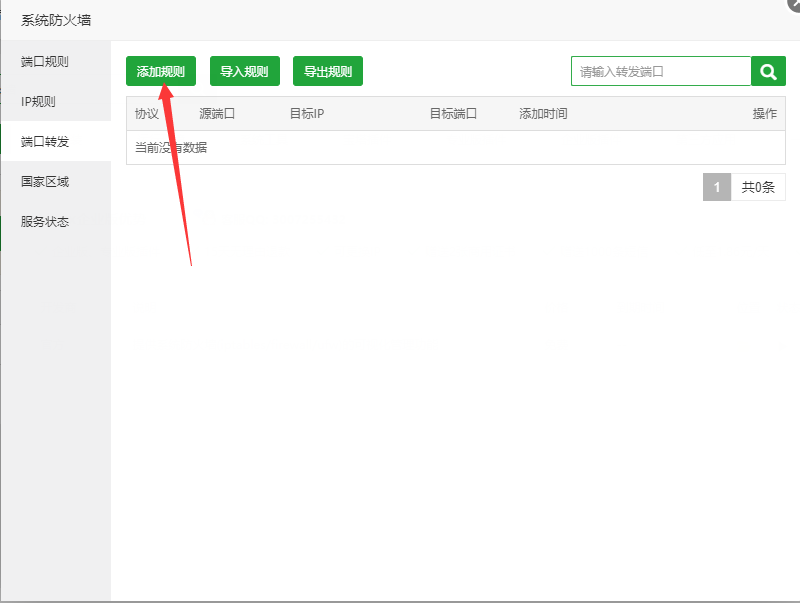 系统防火墙
端口规则
IP规则
端口转发
国家区域
服务状态
添加规则 导入规则 导出规则 请输入转发端口
协议 源端口 目标IP 目标端口 添加时间 操作
当前没有数据
1 共0条